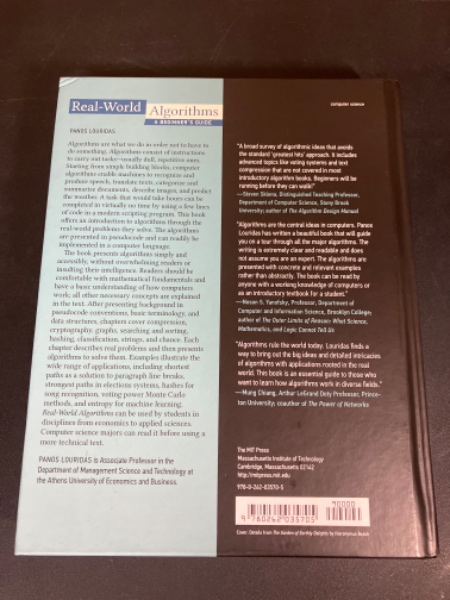 Real-World Algorithms
A BEGINNER'S GUIDE
PANOS LOURIDAS
Algorithms are what we do in order not to have to
do something. Algorithms consist of instructions
to carry out tasks—usually dull, repetitive ones.
Starting from simple building blocks, computer
algorithms enable machines to recognize and
produce speech, translate texts, categorize and
summarize documents, describe images, and predict
the weather. A task that would take hours can be
completed in virtually no time by using a few lines
of code in a modern scripting program. This book
offers an introduction to algorithms through the
real-world problems they solve. The algorithms
are presented in pseudocode and can readily be
implemented in a computer language.
The book presents algorithms simply and
accessibly, without overwhelming readers or
insulting their intelligence. Readers should be
comfortable with mathematical fundamentals and
have a basic understanding of how computers
work; all other necessary concepts are explained
in the text. After presenting background in
pseudocode conventions, basic terminology, and
data structures, chapters cover compression,
cryptography, graphs, searching and sorting,
hashing, classification, strings, and chance. Each
chapter describes real problems and then presents
algorithms to solve them. Examples illustrate the
wide range of applications, including shortest
paths as a solution to paragraph line breaks,
strongest paths in elections systems, hashes for
song recognition, voting power Monte Carlo
methods, and entropy for machine learning.
Real-World Algorithms can be used by students in
disciplines from economics to applied sciences.
Computer science majors can read it before using a
more technical text.
PANOS LOURIDAS is Associate Professor in the
Department of Management Science and Technology at
the Athens University of Economics and Business.
computer science
"A broad survey of algorithmic ideas that avoids
the standard 'greatest hits' approach. It includes
advanced topics like voting systems and text
compression that are not covered in most
introductory algorithm books. Beginners will be
running before they can walk!"
—Steven Skiena, Distinguished Teaching Professor,
Department of Computer Science, Stony Brook
University; author of The Algorithm Design Manual
"Algorithms are the central ideas in computers. Panos
Louridas has written a beautiful book that will guide
you on a tour through all the major algorithms. The
writing is extremely clear and readable and does
not assume you are an expert. The algorithms are
presented with concrete and relevant examples
rather than abstractly. The book can be read by
anyone with a working knowledge of computers or
as an introductory textbook for a student."
—Noson S. Yanofsky, Professor, Department of
Computer and Information Science, Brooklyn College;
author of The Outer Limits of Reason: What Science,
Mathematics, and Logic Cannot Tell Us
"Algorithms rule the world today. Louridas finds a
way to bring out the big ideas and detailed intricacies
of algorithms with applications rooted in the real
world. This book is an essential guide to those who
want to learn how algorithms work in diverse fields."
—Mung Chiang, Arthur LeGrand Doty Professor, Prince-
ton University; coauthor of The Power of Networks
The MIT Press
Massachusetts Institute of Technology
Cambridge, Massachusetts 02142
http://mitpress.mit.edu
978-0-262-03570-5
90000
9 780262 035705
Cover: Details from The Garden of Earthly Delights by Hieronymus Bosch